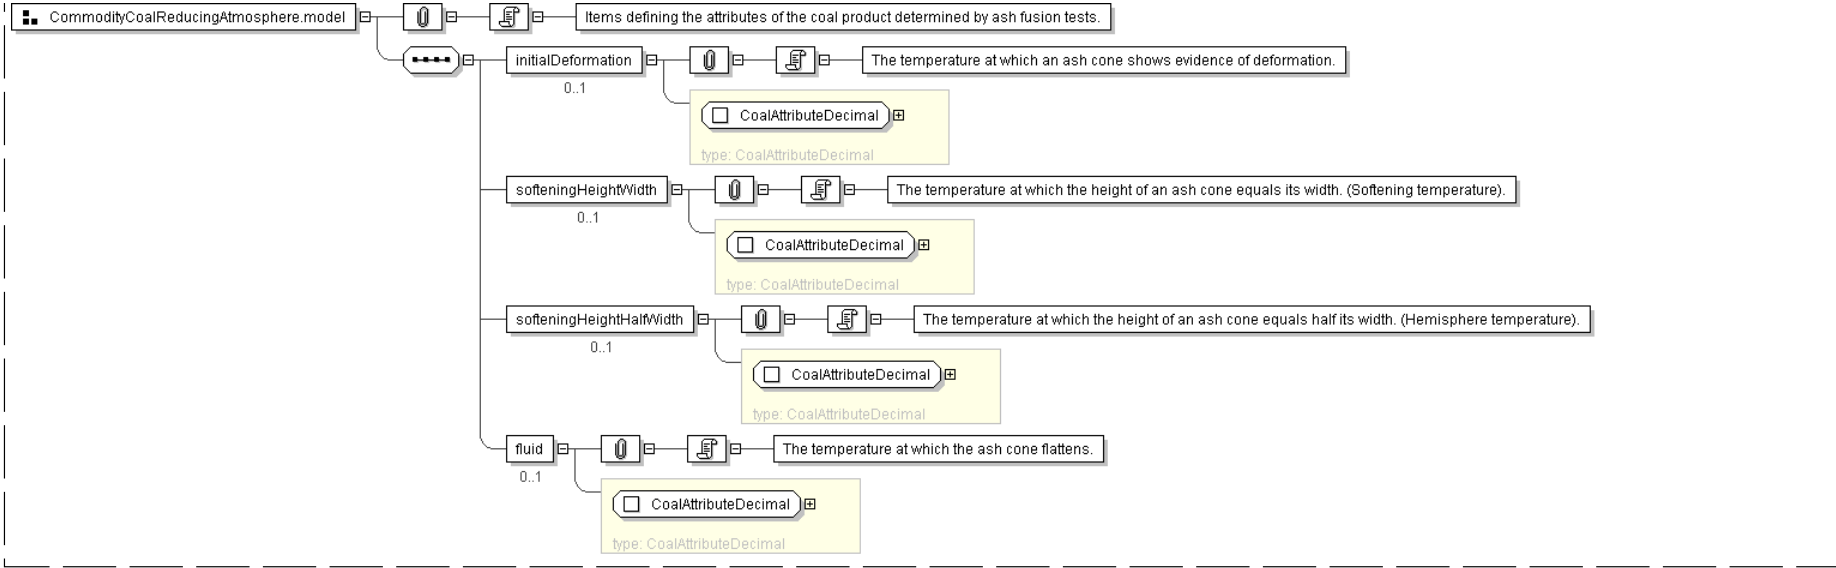 CommodityCoalReducingAtmosphere.model
Items defining the attributes of the coal product determined by ash fusion tests.
initialDeformation
The temperature at which an ash cone shows evidence of deformation.
0..1
CoalAttributeDecimal
type: CoalAttributeDecimal
softeningHeightWidth
The temperature at which the height of an ash cone equals its width. (Softening temperature).
0..1
CoalAttributeDecimal
type: CoalAttributeDecimal
softeningHeightHalfWidth
The temperature at which the height of an ash cone equals half its width. (Hemisphere temperature).
0..1
CoalAttributeDecimal
type: CoalAttributeDecimal
fluid
The temperature at which the ash cone flattens.
0..1
CoalAttributeDecimal
type: CoalAttributeDecimal